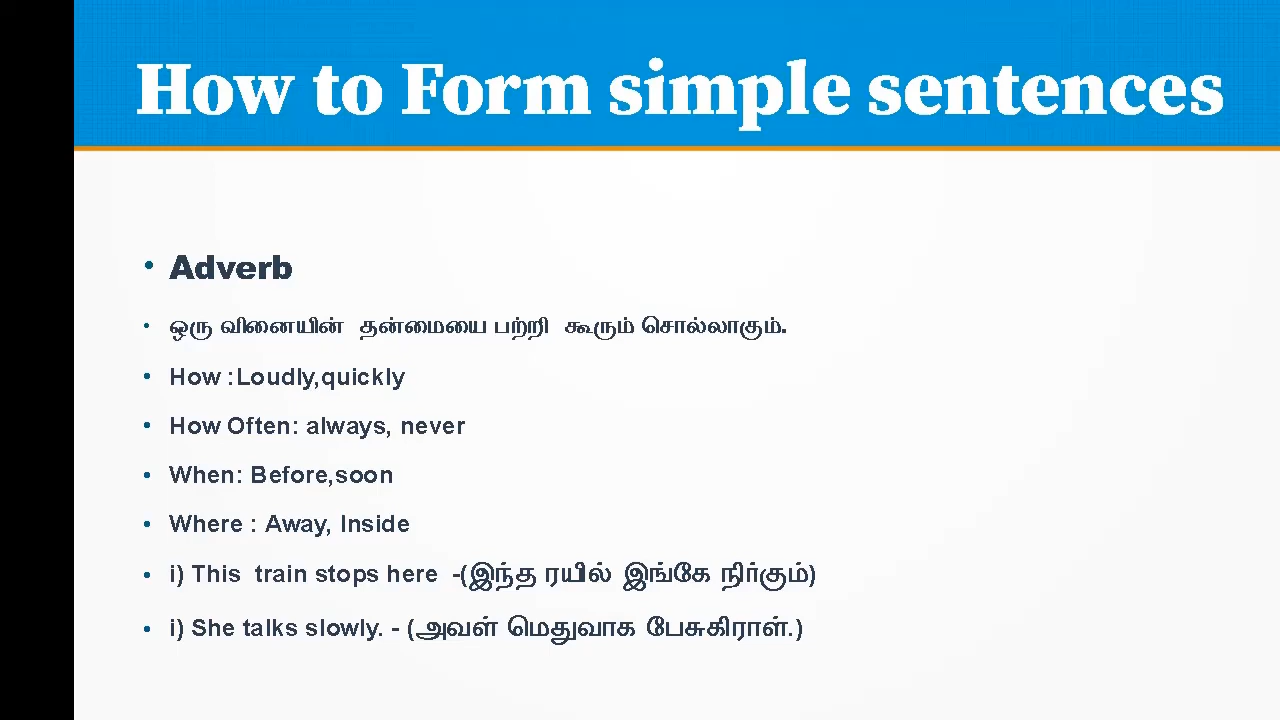 How to Form simple sentences
• Adverb
• ஒரு வினையின் தன்மையை பற்றி கூரும் சொல்லாகும்.
• How :Loudly,quickly
• How Often: always, never
• When: Before,soon
• Where : Away, Inside
• i) This train stops here -(இந்த ரயில் இங்கே நிர்கும்)
• i) She talks slowly. - (அவள் மெதுவாக பேசுகிராள்.)